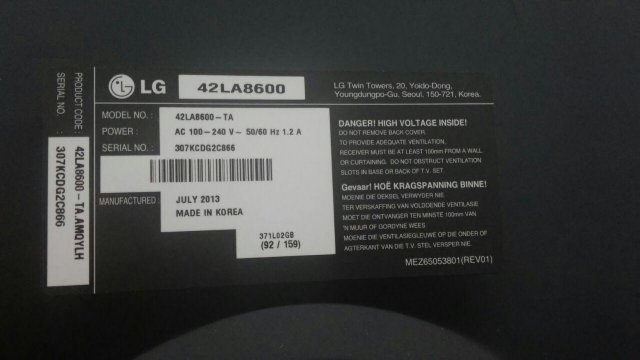 PRODUCT CODE : 42LA8600-TA.AMQYLH
SERIAL NO. : 307KCDG2C866
LG 42LA8600
LG Twin Towers, 20, Yoido-Dong,
Youngdungpo-Gu, Seoul, 150-721, Korea.
MODEL NO. : 42LA8600-TA
POWER : AC 100-240 V~ 50/60 Hz 1.2 A
SERIAL NO. : 307KCDG2C866
MANUFACTURED : JULY 2013
MADE IN KOREA
371L02GB
(92 / 159)
DANGER! HIGH VOLTAGE INSIDE!
DO NOT REMOVE BACK COVER.
TO PROVIDE ADEQUATE VENTILATION,
RECEIVER MUST BE AT LEAST 100mm FROM A WALL
OR CURTAINING. DO NOT OBSTRUCT VENTILATION
SLOTS IN BASE OR BACK OF T.V. SET
Gevaar! HOË KRAGSPANNING BINNE!
MOENIE DIE DEKSEL VERWYDER NIE.
TER VERSKAFFING VAN VOLDOENDE VENTILASIE
MOET DIE ONTVANGER TEN MINSTE 100mm VAN
'N MUUR OF GORDYNE WEES
MOENIE DIE VENTILASIEGLEUWE OP DIE ONDER OF
AGTERKANT VAN DIE T.V. STEL VERSPER NIE.
MEZ65053801(REV01)